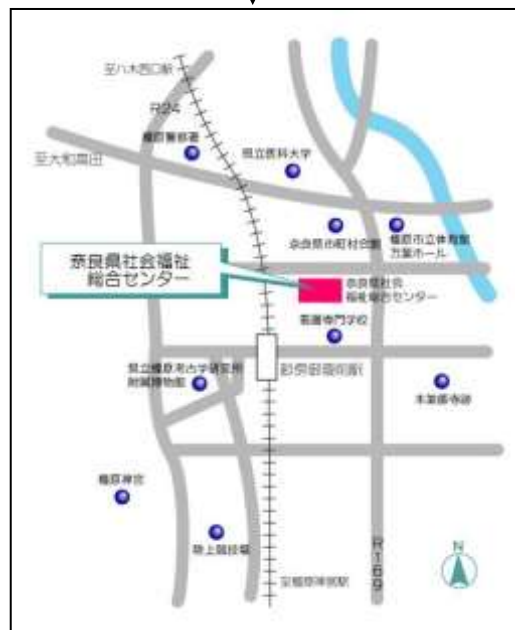 至八木西口駅
R24
橿原警察署
県立医科大学
至大和高田
奈良県市町村会館
橿原市立体育館
万葉ホール
奈良県社会福祉
総合センター
奈良県社会
福祉総合センター
看護専門学校
県立橿原考古学研究所
附属博物館
畝傍御陵前駅
本薬師寺跡
橿原神宮
陸上競技場
R169
N
至橿原神宮駅